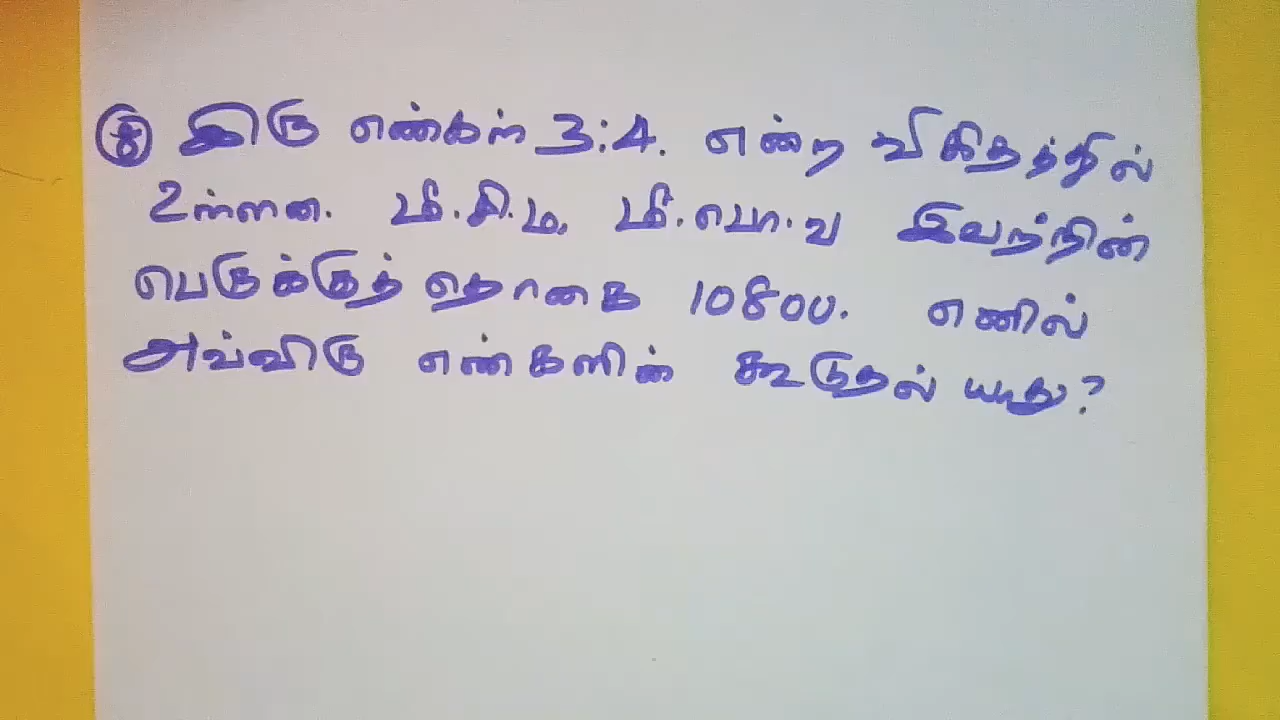 ⑧ இரு எண்கள் 3:4. என்ற விகிதத்தில்
உள்ளன. மீ.சி.ம, மீ.பொ.வ இவற்றின்
பெருக்குத் தொகை 10800. எனில்
அவ்விரு எண்களின் கூடுதல் யாது?